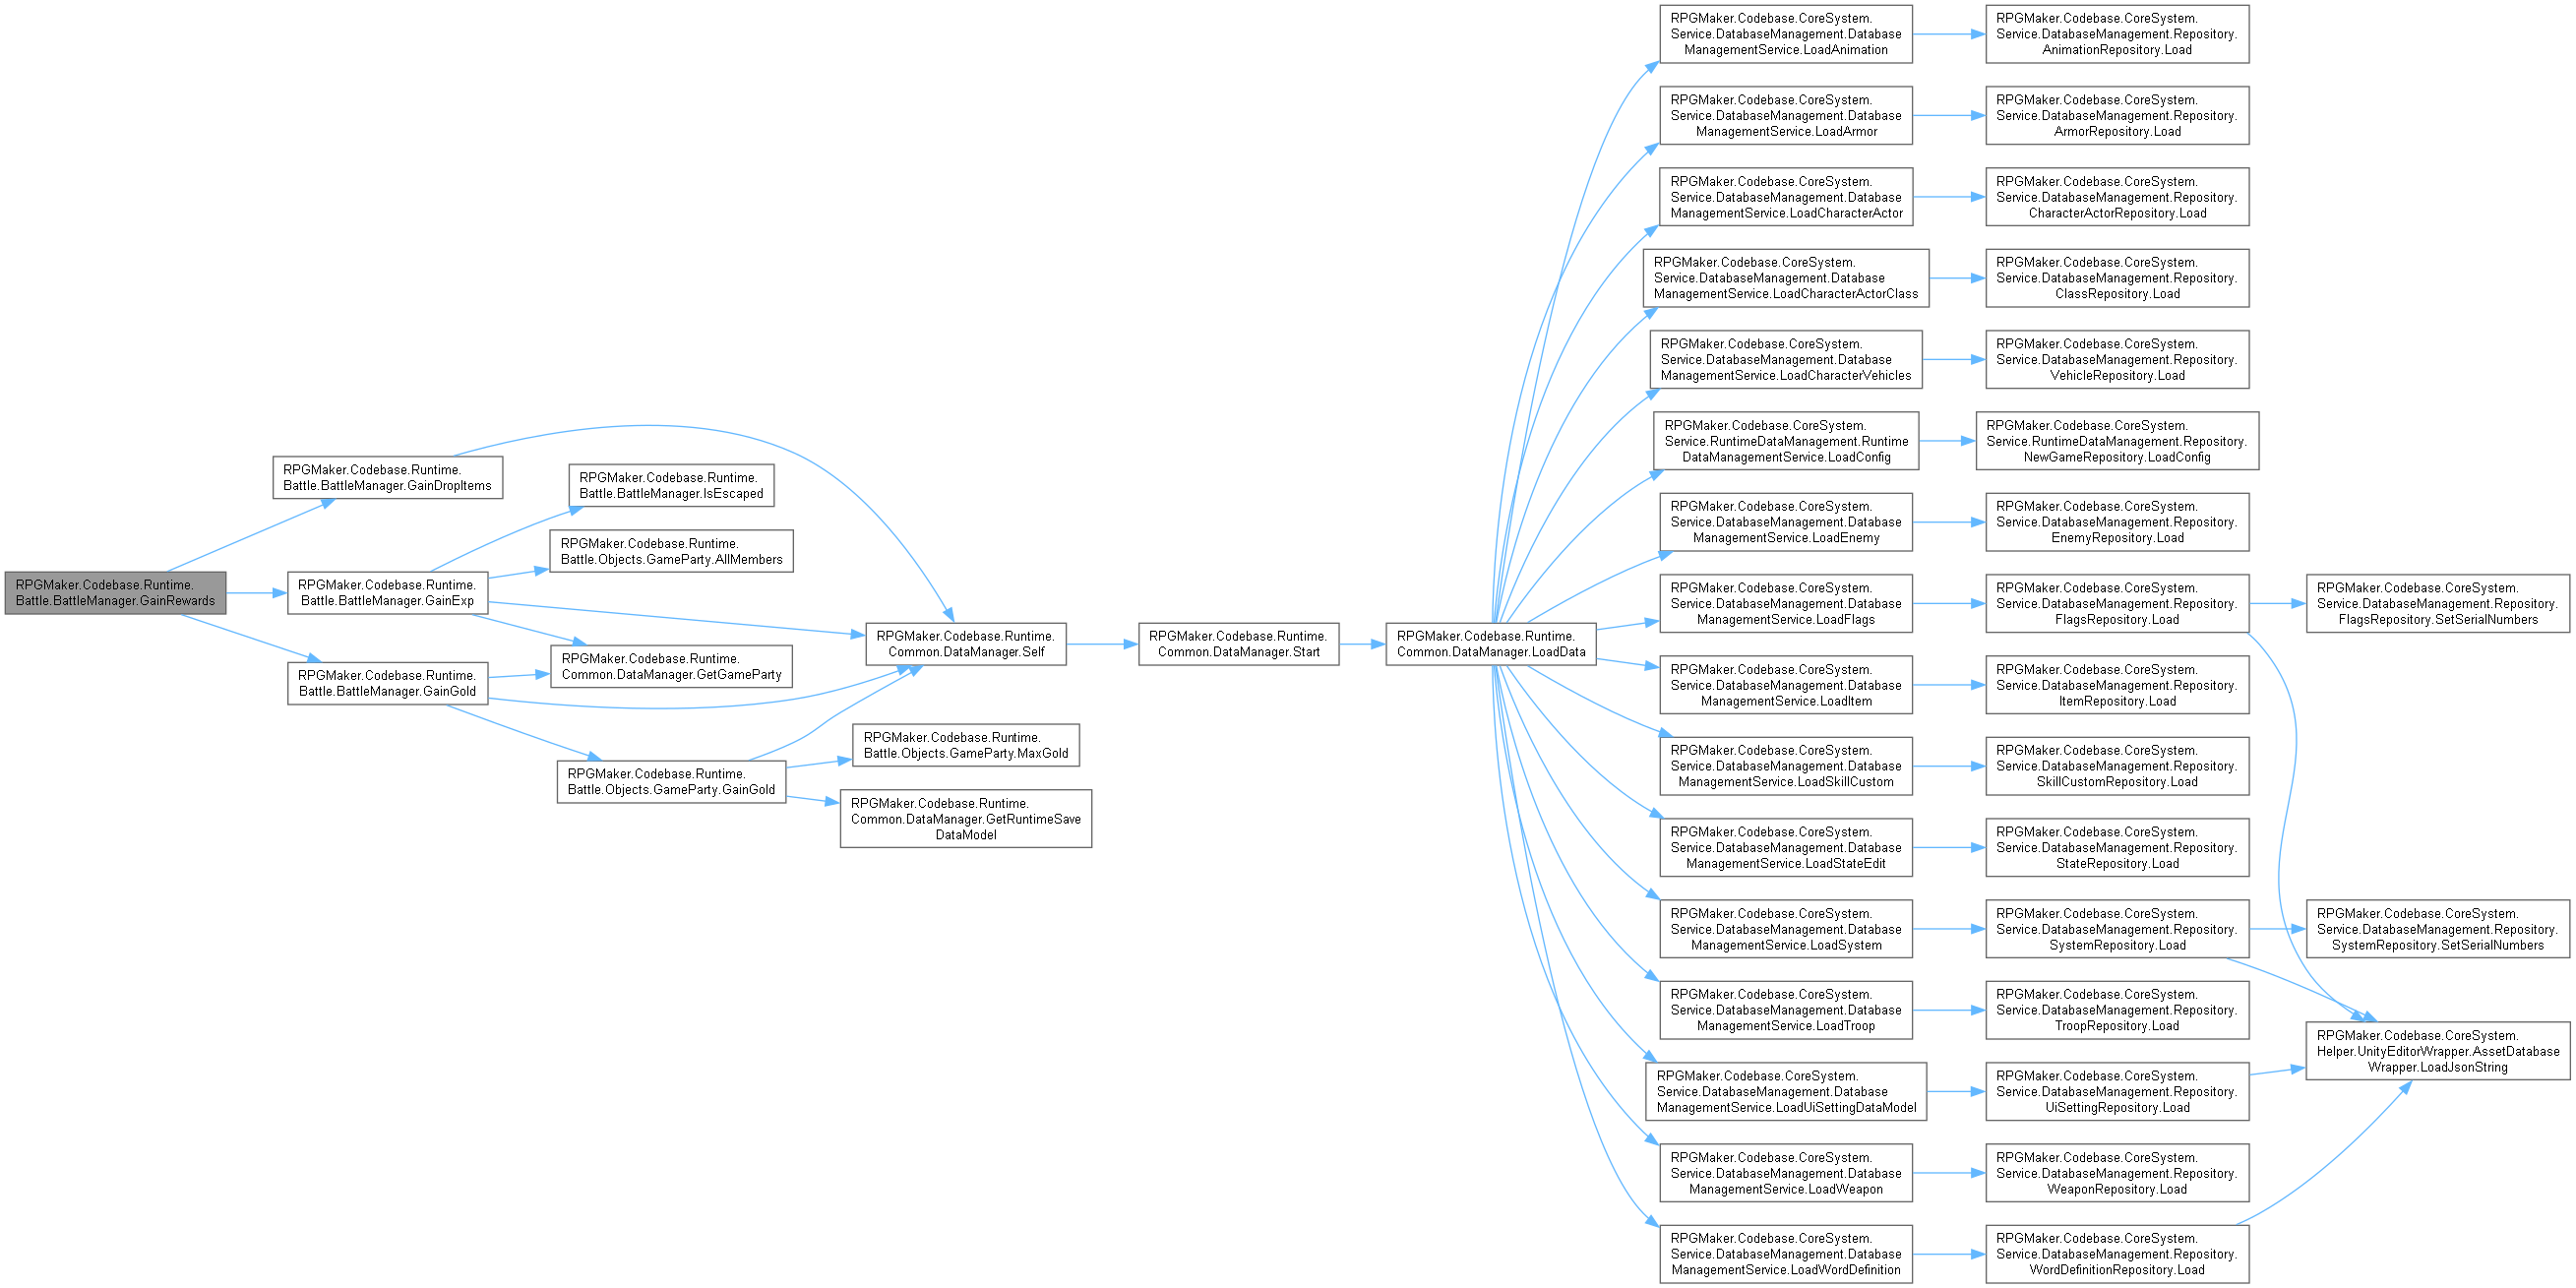 RPGMaker.Codebase.Runtime.
Battle.BattleManager.GainRewards
RPGMaker.Codebase.Runtime.
Battle.BattleManager.GainDropItems
RPGMaker.Codebase.Runtime.
Battle.BattleManager.GainExp
RPGMaker.Codebase.Runtime.
Battle.BattleManager.GainGold
RPGMaker.Codebase.Runtime.
Battle.BattleManager.IsEscaped
RPGMaker.Codebase.Runtime.
Battle.Objects.GameParty.AllMembers
RPGMaker.Codebase.Runtime.
Common.DataManager.GetGameParty
RPGMaker.Codebase.Runtime.
Battle.Objects.GameParty.GainGold
RPGMaker.Codebase.Runtime.
Common.DataManager.Self
RPGMaker.Codebase.Runtime.
Battle.Objects.GameParty.MaxGold
RPGMaker.Codebase.Runtime.
Common.DataManager.GetRuntimeSave
DataModel
RPGMaker.Codebase.Runtime.
Common.DataManager.Start
RPGMaker.Codebase.Runtime.
Common.DataManager.LoadData
RPGMaker.Codebase.CoreSystem.
Service.DatabaseManagement.Database
ManagementService.LoadAnimation
RPGMaker.Codebase.CoreSystem.
Service.DatabaseManagement.Database
ManagementService.LoadArmor
RPGMaker.Codebase.CoreSystem.
Service.DatabaseManagement.Database
ManagementService.LoadCharacterActor
RPGMaker.Codebase.CoreSystem.
Service.DatabaseManagement.Database
ManagementService.LoadCharacterActorClass
RPGMaker.Codebase.CoreSystem.
Service.DatabaseManagement.Database
ManagementService.LoadCharacterVehicles
RPGMaker.Codebase.CoreSystem.
Service.RuntimeDataManagement.Runtime
DataManagementService.LoadConfig
RPGMaker.Codebase.CoreSystem.
Service.DatabaseManagement.Database
ManagementService.LoadEnemy
RPGMaker.Codebase.CoreSystem.
Service.DatabaseManagement.Database
ManagementService.LoadFlags
RPGMaker.Codebase.CoreSystem.
Service.DatabaseManagement.Database
ManagementService.LoadItem
RPGMaker.Codebase.CoreSystem.
Service.DatabaseManagement.Database
ManagementService.LoadSkillCustom
RPGMaker.Codebase.CoreSystem.
Service.DatabaseManagement.Database
ManagementService.LoadStateEdit
RPGMaker.Codebase.CoreSystem.
Service.DatabaseManagement.Database
ManagementService.LoadSystem
RPGMaker.Codebase.CoreSystem.
Service.DatabaseManagement.Database
ManagementService.LoadTroop
RPGMaker.Codebase.CoreSystem.
Service.DatabaseManagement.Database
ManagementService.LoadUiSettingDataModel
RPGMaker.Codebase.CoreSystem.
Service.DatabaseManagement.Database
ManagementService.LoadWeapon
RPGMaker.Codebase.CoreSystem.
Service.DatabaseManagement.Database
ManagementService.LoadWordDefinition
RPGMaker.Codebase.CoreSystem.
Service.DatabaseManagement.Repository.
AnimationRepository.Load
RPGMaker.Codebase.CoreSystem.
Service.DatabaseManagement.Repository.
ArmorRepository.Load
RPGMaker.Codebase.CoreSystem.
Service.DatabaseManagement.Repository.
CharacterActorRepository.Load
RPGMaker.Codebase.CoreSystem.
Service.DatabaseManagement.Repository.
ClassRepository.Load
RPGMaker.Codebase.CoreSystem.
Service.DatabaseManagement.Repository.
VehicleRepository.Load
RPGMaker.Codebase.CoreSystem.
Service.RuntimeDataManagement.Repository.
NewGameRepository.LoadConfig
RPGMaker.Codebase.CoreSystem.
Service.DatabaseManagement.Repository.
EnemyRepository.Load
RPGMaker.Codebase.CoreSystem.
Service.DatabaseManagement.Repository.
FlagsRepository.Load
RPGMaker.Codebase.CoreSystem.
Service.DatabaseManagement.Repository.
ItemRepository.Load
RPGMaker.Codebase.CoreSystem.
Service.DatabaseManagement.Repository.
SkillCustomRepository.Load
RPGMaker.Codebase.CoreSystem.
Service.DatabaseManagement.Repository.
StateRepository.Load
RPGMaker.Codebase.CoreSystem.
Service.DatabaseManagement.Repository.
SystemRepository.Load
RPGMaker.Codebase.CoreSystem.
Service.DatabaseManagement.Repository.
TroopRepository.Load
RPGMaker.Codebase.CoreSystem.
Service.DatabaseManagement.Repository.
UiSettingRepository.Load
RPGMaker.Codebase.CoreSystem.
Service.DatabaseManagement.Repository.
WeaponRepository.Load
RPGMaker.Codebase.CoreSystem.
Service.DatabaseManagement.Repository.
WordDefinitionRepository.Load
RPGMaker.Codebase.CoreSystem.
Service.DatabaseManagement.Repository.
FlagsRepository.SetSerialNumbers
RPGMaker.Codebase.CoreSystem.
Service.DatabaseManagement.Repository.
SystemRepository.SetSerialNumbers
RPGMaker.Codebase.CoreSystem.
Helper.UnityEditorWrapper.AssetDatabase
Wrapper.LoadJsonString